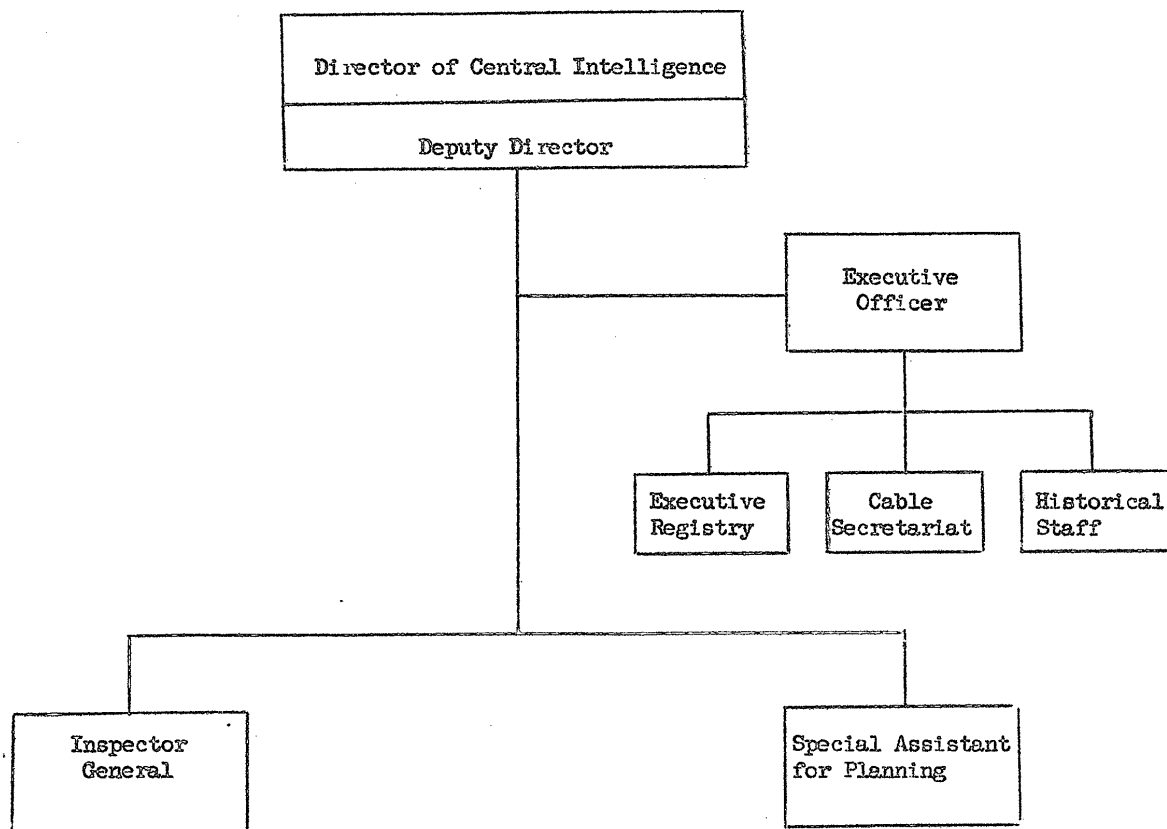 Director of Central Intelligence
Deputy Director
Executive
Officer
Executive
Registry
Cable
Secretariat
Historical
Staff
Inspector
General
Special Assistant
for Planning